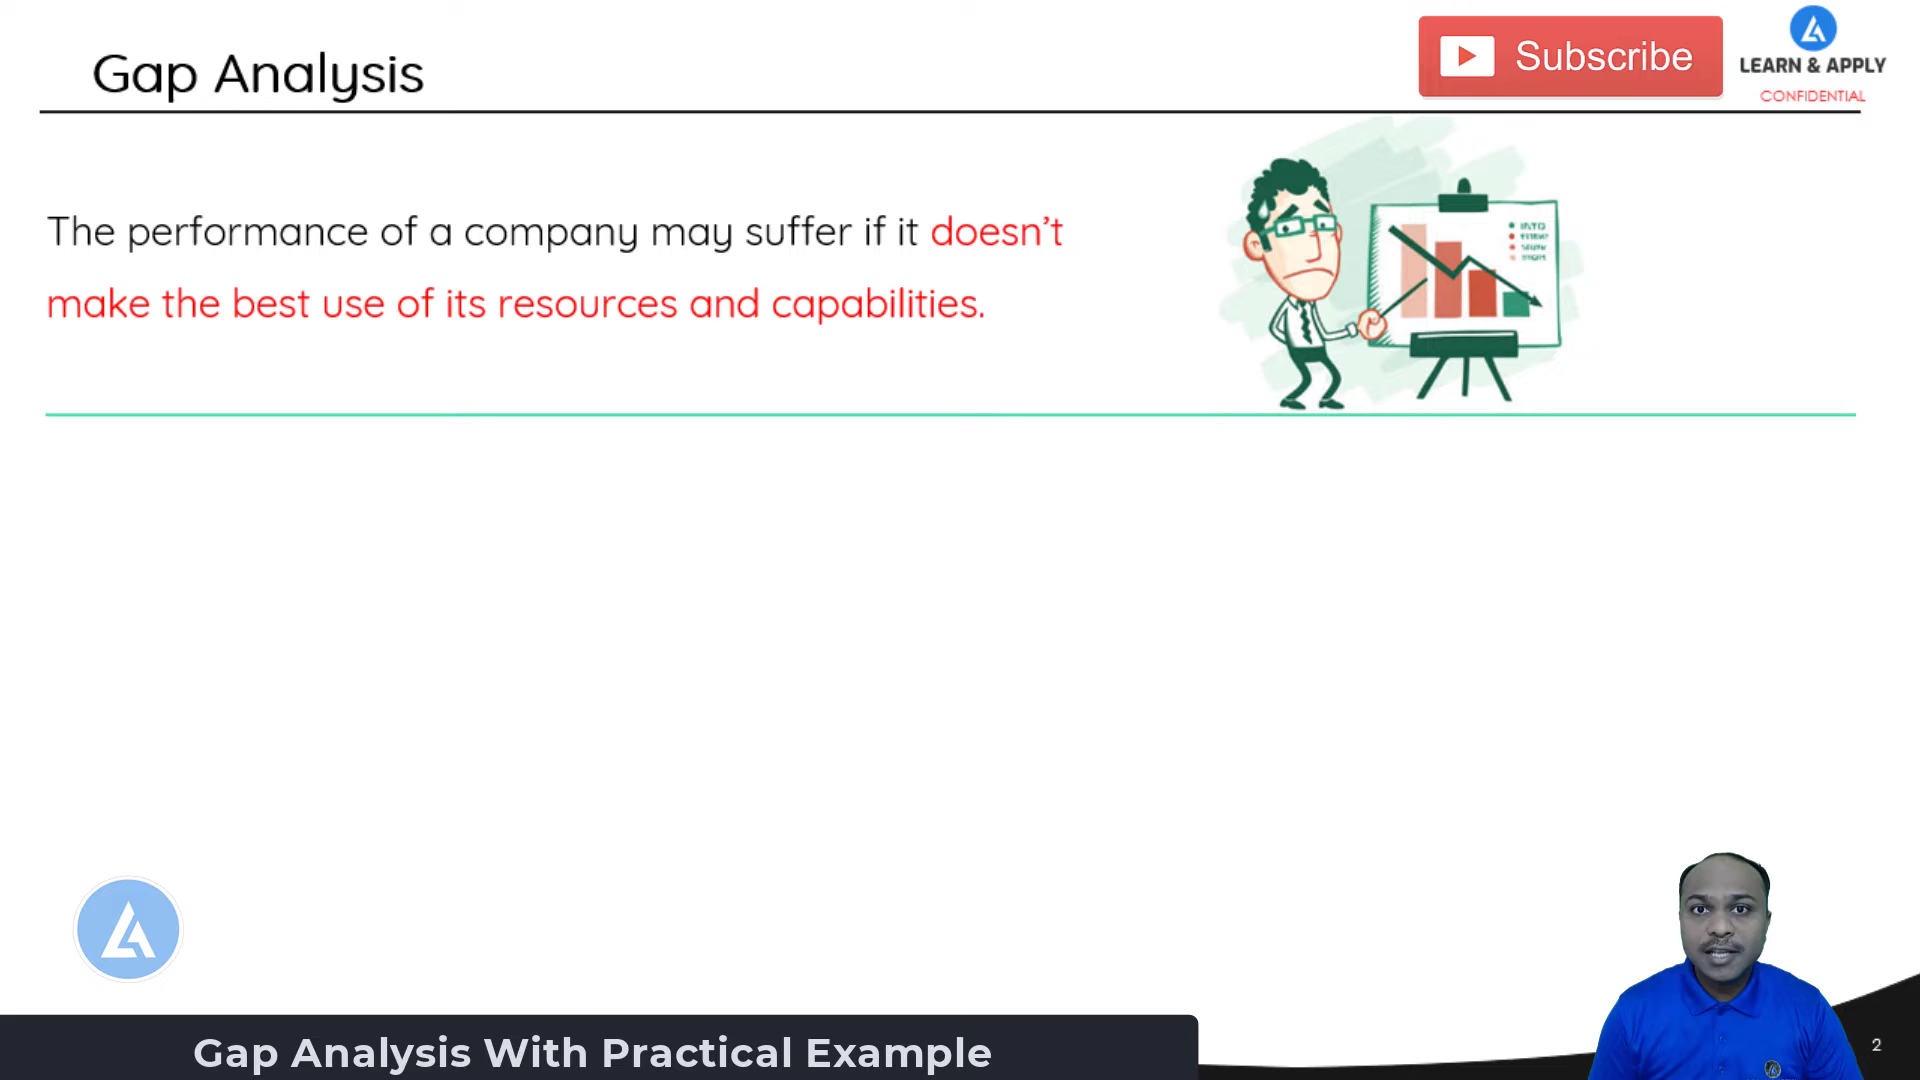 Gap Analysis
Subscribe
LEARN & APPLY
CONFIDENTIAL
The performance of a company may suffer if it doesn't
make the best use of its resources and capabilities.
Gap Analysis With Practical Example
2